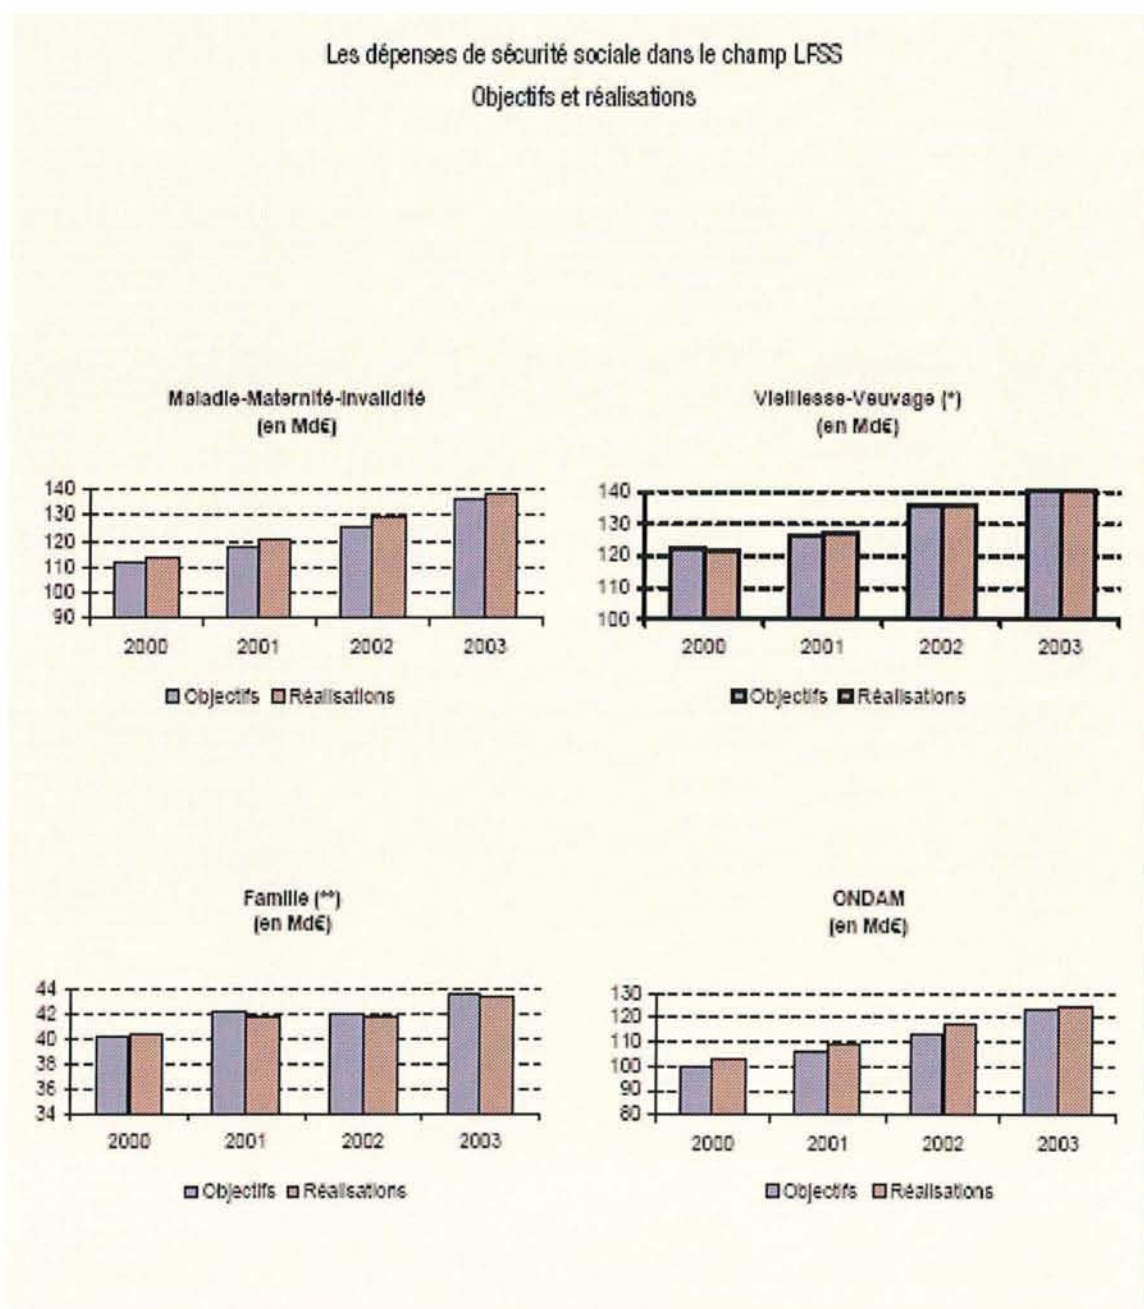 Les dépenses de sécurité sociale dans le champ LFSS
Objectifs et réalisations
Maladie-Maternité-Invalidité
(en Md€)
140
130
120
110
100
90
2000 2001 2002 2003
Objectifs Réalisations
Vieillesse-Veuvage (*)
(en Md€)
140
130
120
110
100
2000 2001 2002 2003
Objectifs Réalisations
Famille (**)
(en Md€)
44
42
40
38
36
34
2000 2001 2002 2003
Objectifs Réalisations
ONDAM
(en Md€)
130
120
110
100
90
80
2000 2001 2002 2003
Objectifs Réalisations